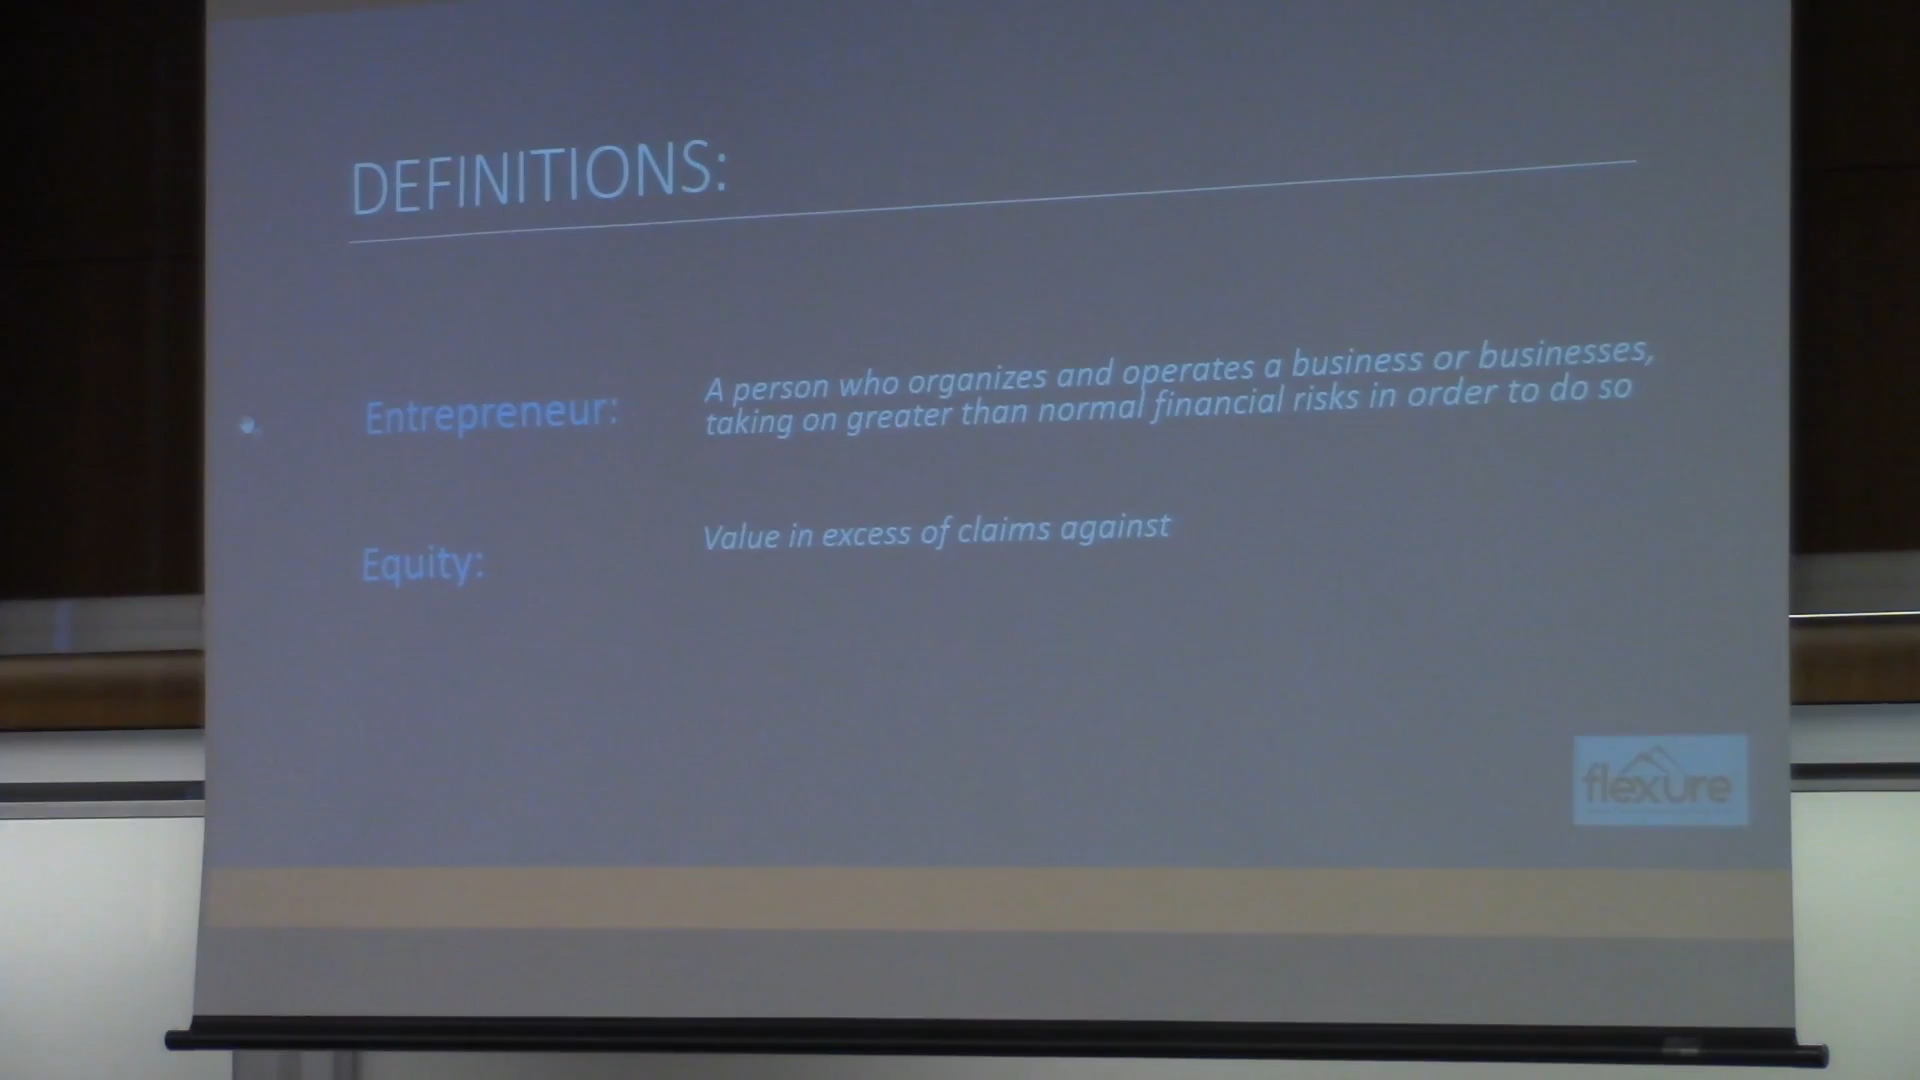 DEFINITIONS:
Entrepreneur:
A person who organizes and operates a business or businesses,
taking on greater than normal financial risks in order to do so
Equity:
Value in excess of claims against
flexure